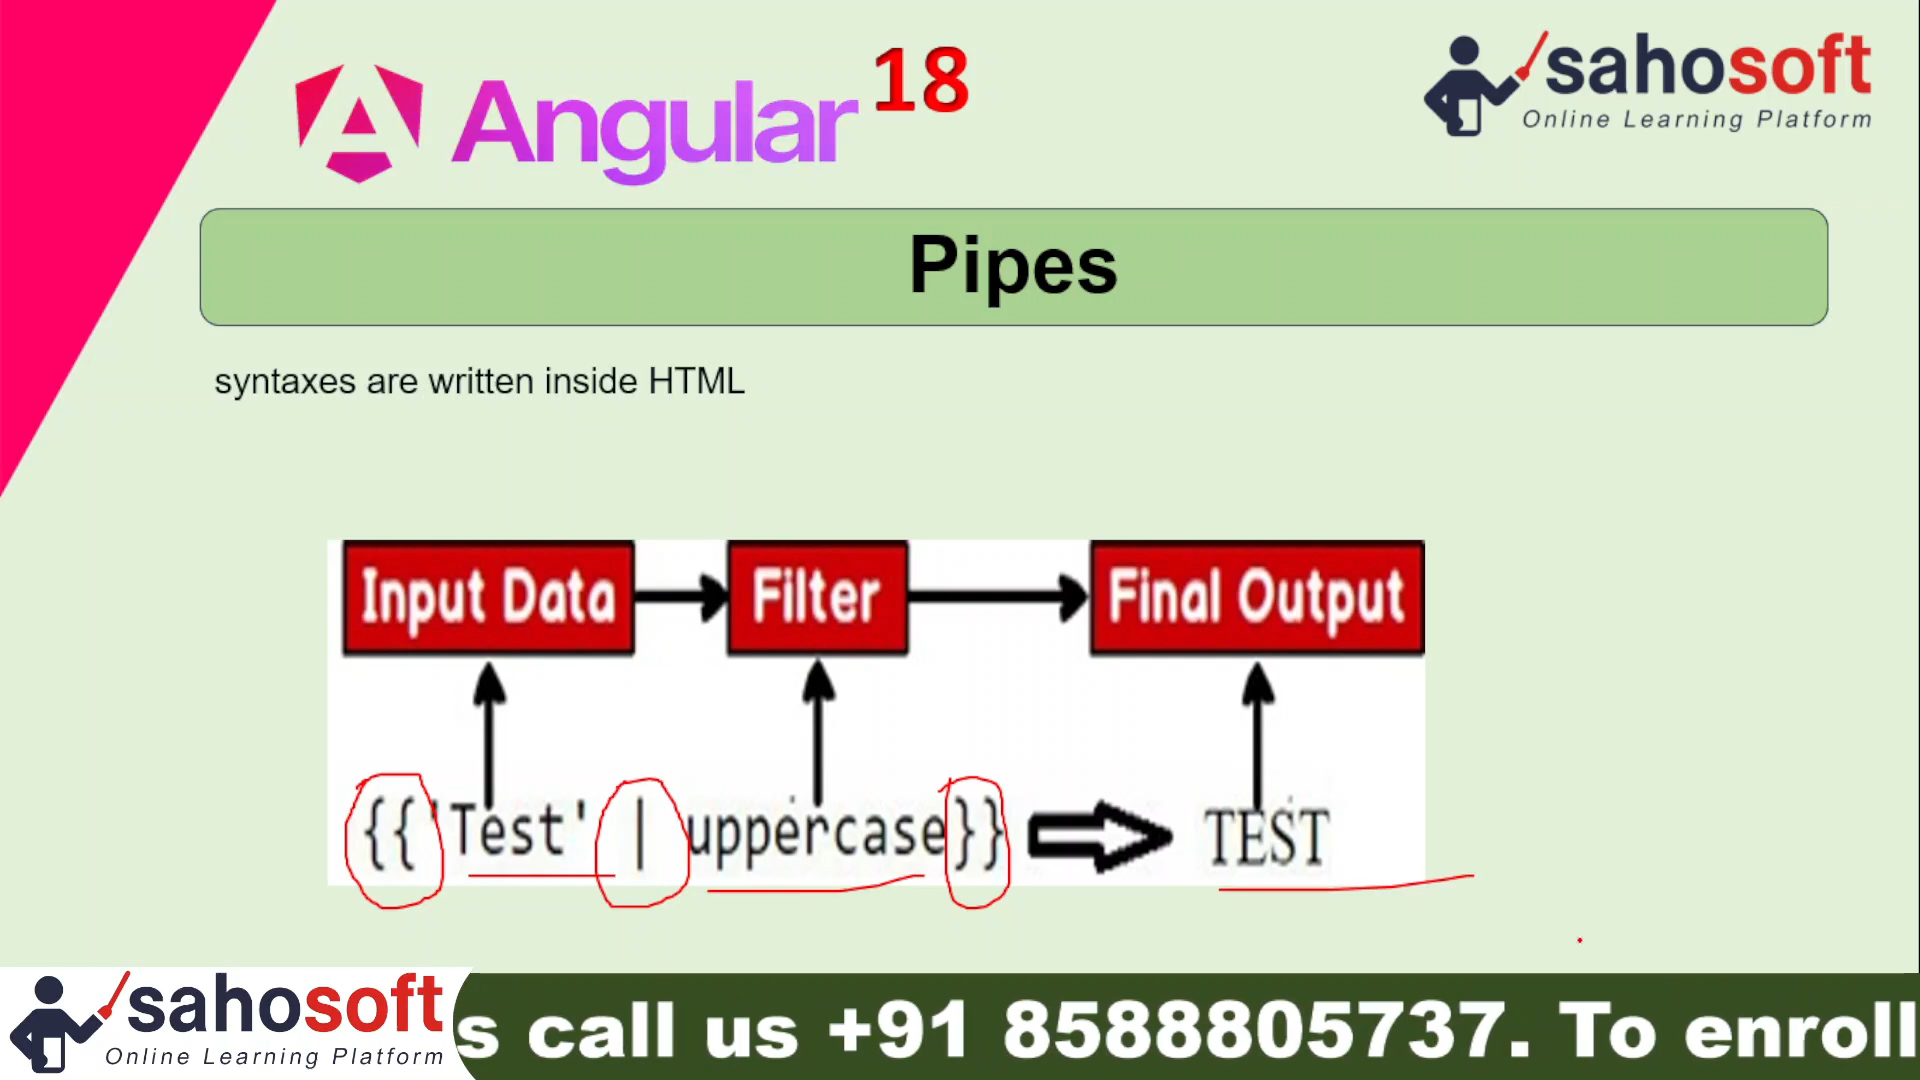 Angular 18
sahosoft
Online Learning Platform
Pipes
syntaxes are written inside HTML
Input Data Filter Final Output
{{'Test' | uppercase}} TEST
sahosoft
Online Learning Platform
s call us +91 8588805737. To enroll